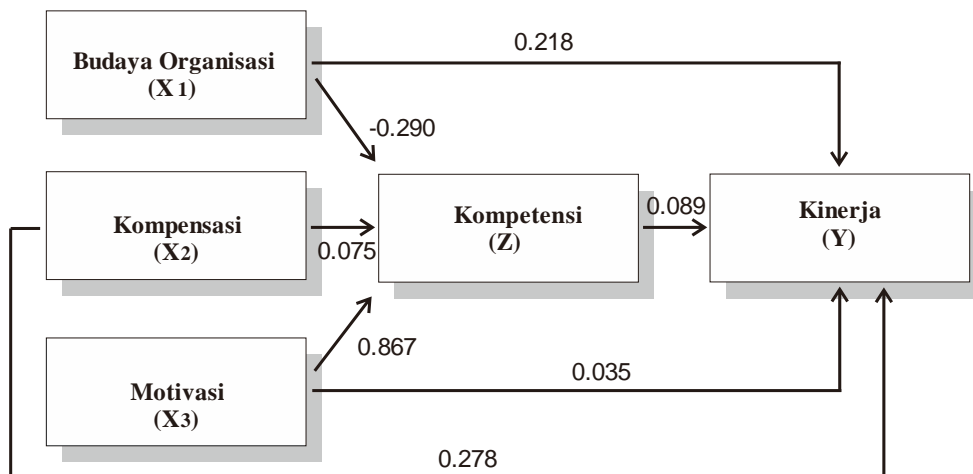 0.218
Budaya Organisasi
(X1)
-0.290
Kompensasi
(X2)
0.075
Kompetensi
(Z)
0.089
Kinerja
(Y)
0.867
Motivasi
(X3)
0.035
0.278